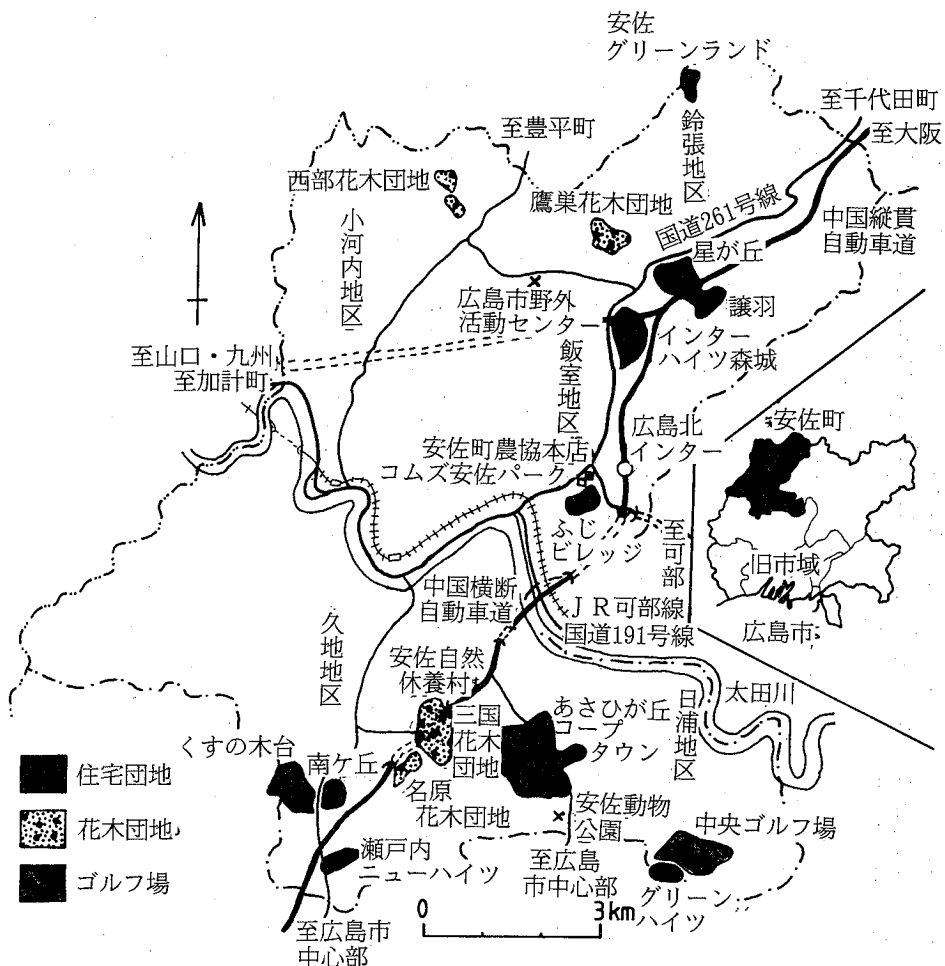 安佐
グリーンランド
至千代田町
至大阪
至豊平町
鈴張地区
西部花木団地
鷹巣花木団地
国道261号線
中国縦貫
自動車道
小河内地区
星が丘
広島市野外
活動センター
譲羽
インター
ハイツ森城
飯室地区
至山口・九州
至加計町
広島北
インター
安佐町
安佐町農協本店
コムズ安佐パーク
ふじ
ビレッジ
至可部
旧市域
広島市
中国横断
自動車道
JR可部線
国道191号線
久地地区
安佐自然
休養村
太田川
日浦地区
三国
花木
団地
あさひが丘
コープ
タウン
くすの木台
南ケ丘
名原
花木団地
安佐動物
公園
中央ゴルフ場
瀬戸内
ニューハイツ
至広島
市中心部
グリーン
ハイツ
至広島市
中心部
住宅団地
花木団地
ゴルフ場
0 3km